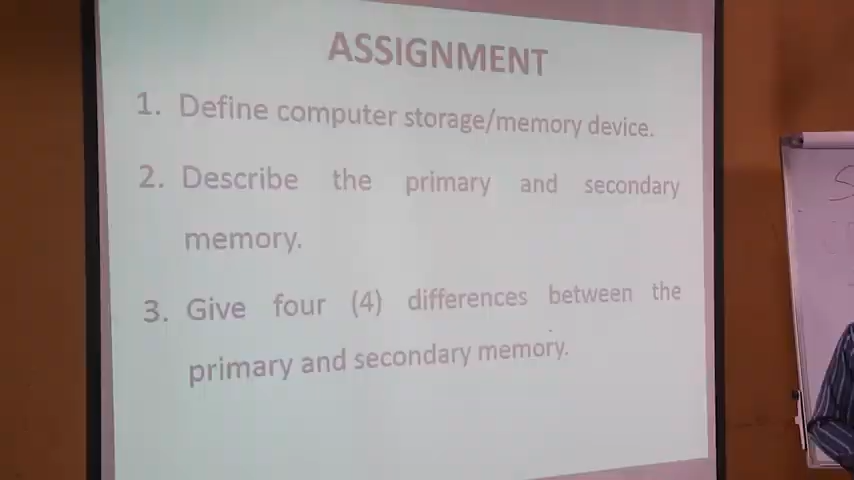 ASSIGNMENT
1. Define computer storage/memory device.
2. Describe the primary and secondary
memory.
3. Give four (4) differences between the
primary and secondary memory.